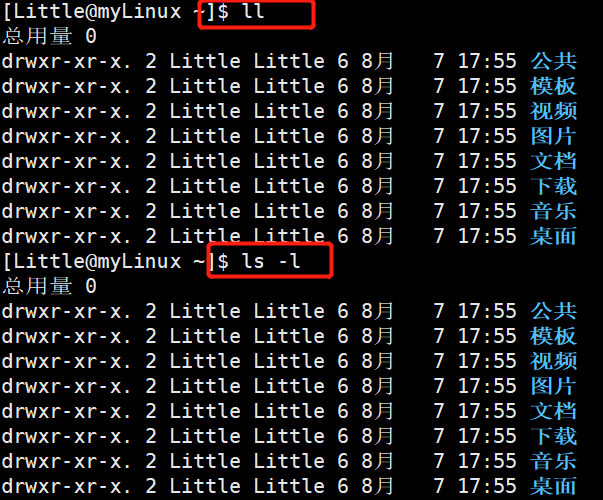 [Little@myLinux ~]$ ll
总用量 0
drwxr-xr-x. 2 Little Little 6 8月   7 17:55 公共
drwxr-xr-x. 2 Little Little 6 8月   7 17:55 模板
drwxr-xr-x. 2 Little Little 6 8月   7 17:55 视频
drwxr-xr-x. 2 Little Little 6 8月   7 17:55 图片
drwxr-xr-x. 2 Little Little 6 8月   7 17:55 文档
drwxr-xr-x. 2 Little Little 6 8月   7 17:55 下载
drwxr-xr-x. 2 Little Little 6 8月   7 17:55 音乐
drwxr-xr-x. 2 Little Little 6 8月   7 17:55 桌面
[Little@myLinux ~]$ ls -l
总用量 0
drwxr-xr-x. 2 Little Little 6 8月   7 17:55 公共
drwxr-xr-x. 2 Little Little 6 8月   7 17:55 模板
drwxr-xr-x. 2 Little Little 6 8月   7 17:55 视频
drwxr-xr-x. 2 Little Little 6 8月   7 17:55 图片
drwxr-xr-x. 2 Little Little 6 8月   7 17:55 文档
drwxr-xr-x. 2 Little Little 6 8月   7 17:55 下载
drwxr-xr-x. 2 Little Little 6 8月   7 17:55 音乐
drwxr-xr-x. 2 Little Little 6 8月   7 17:55 桌面